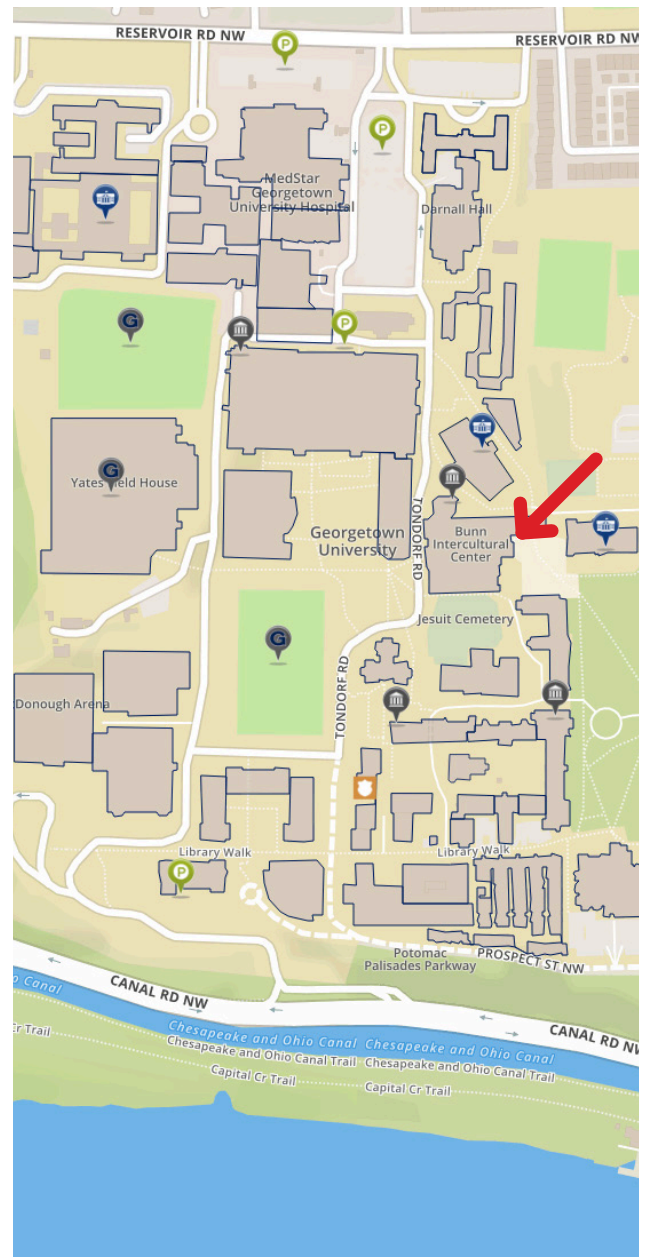 RESERVOIR RD NW
P
RESERVOIR RD NW
P
MedStar
Georgetown
University Hospital
Darnall Hall
G
P
Yates Field House
G
TONDORF RD
Georgetown
University
Bunn
Intercultural
Center
Jesuit Cemetery
G
TONDORF RD
Donough Arena
Library Walk
Library Walk
P
Potomac
Palisades Parkway
PROSPECT ST NW
CANAL RD NW
o Canal
CANAL RD NW
Chesapeake and Ohio Canal
Chesapeake and Ohio Canal
Cr Trail
Chesapeake and Ohio Canal Trail
Chesapeake and Ohio Canal Trail
Capital Cr Trail
Capital Cr Trail